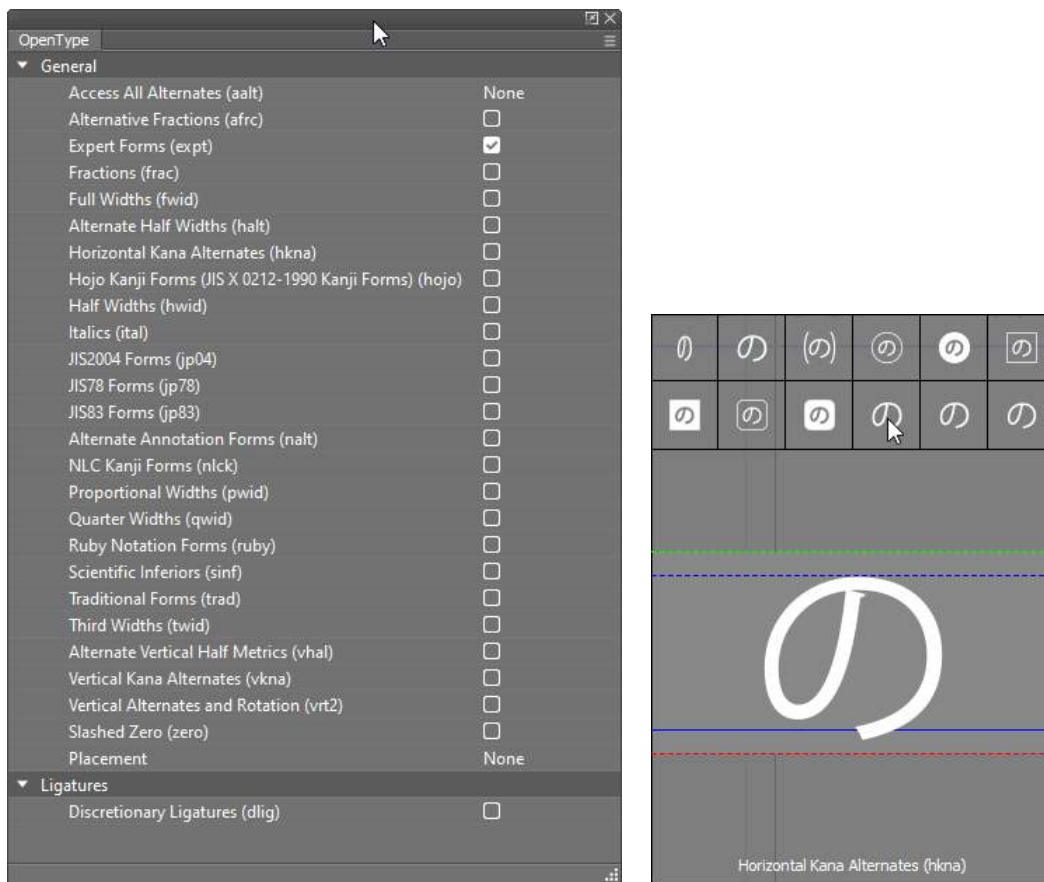 OpenType
General
Access All Alternates (aalt) None
Alternative Fractions (afrc)
Expert Forms (expt)
Fractions (frac)
Full Widths (fwid)
Alternate Half Widths (halt)
Horizontal Kana Alternates (hkna)
Hojo Kanji Forms (JIS X 0212-1990 Kanji Forms) (hojo)
Half Widths (hwid)
Italics (ital)
JIS2004 Forms (jp04)
JIS78 Forms (jp78)
JIS83 Forms (jp83)
Alternate Annotation Forms (nalt)
NLC Kanji Forms (nlck)
Proportional Widths (pwid)
Quarter Widths (qwid)
Ruby Notation Forms (ruby)
Scientific Inferiors (sinf)
Traditional Forms (trad)
Third Widths (twid)
Alternate Vertical Half Metrics (vhal)
Vertical Kana Alternates (vkna)
Vertical Alternates and Rotation (vrt2)
Slashed Zero (zero)
Placement None
Ligatures
Discretionary Ligatures (dlig)
の の (の) の の の
の の の の の の
の
Horizontal Kana Alternates (hkna)